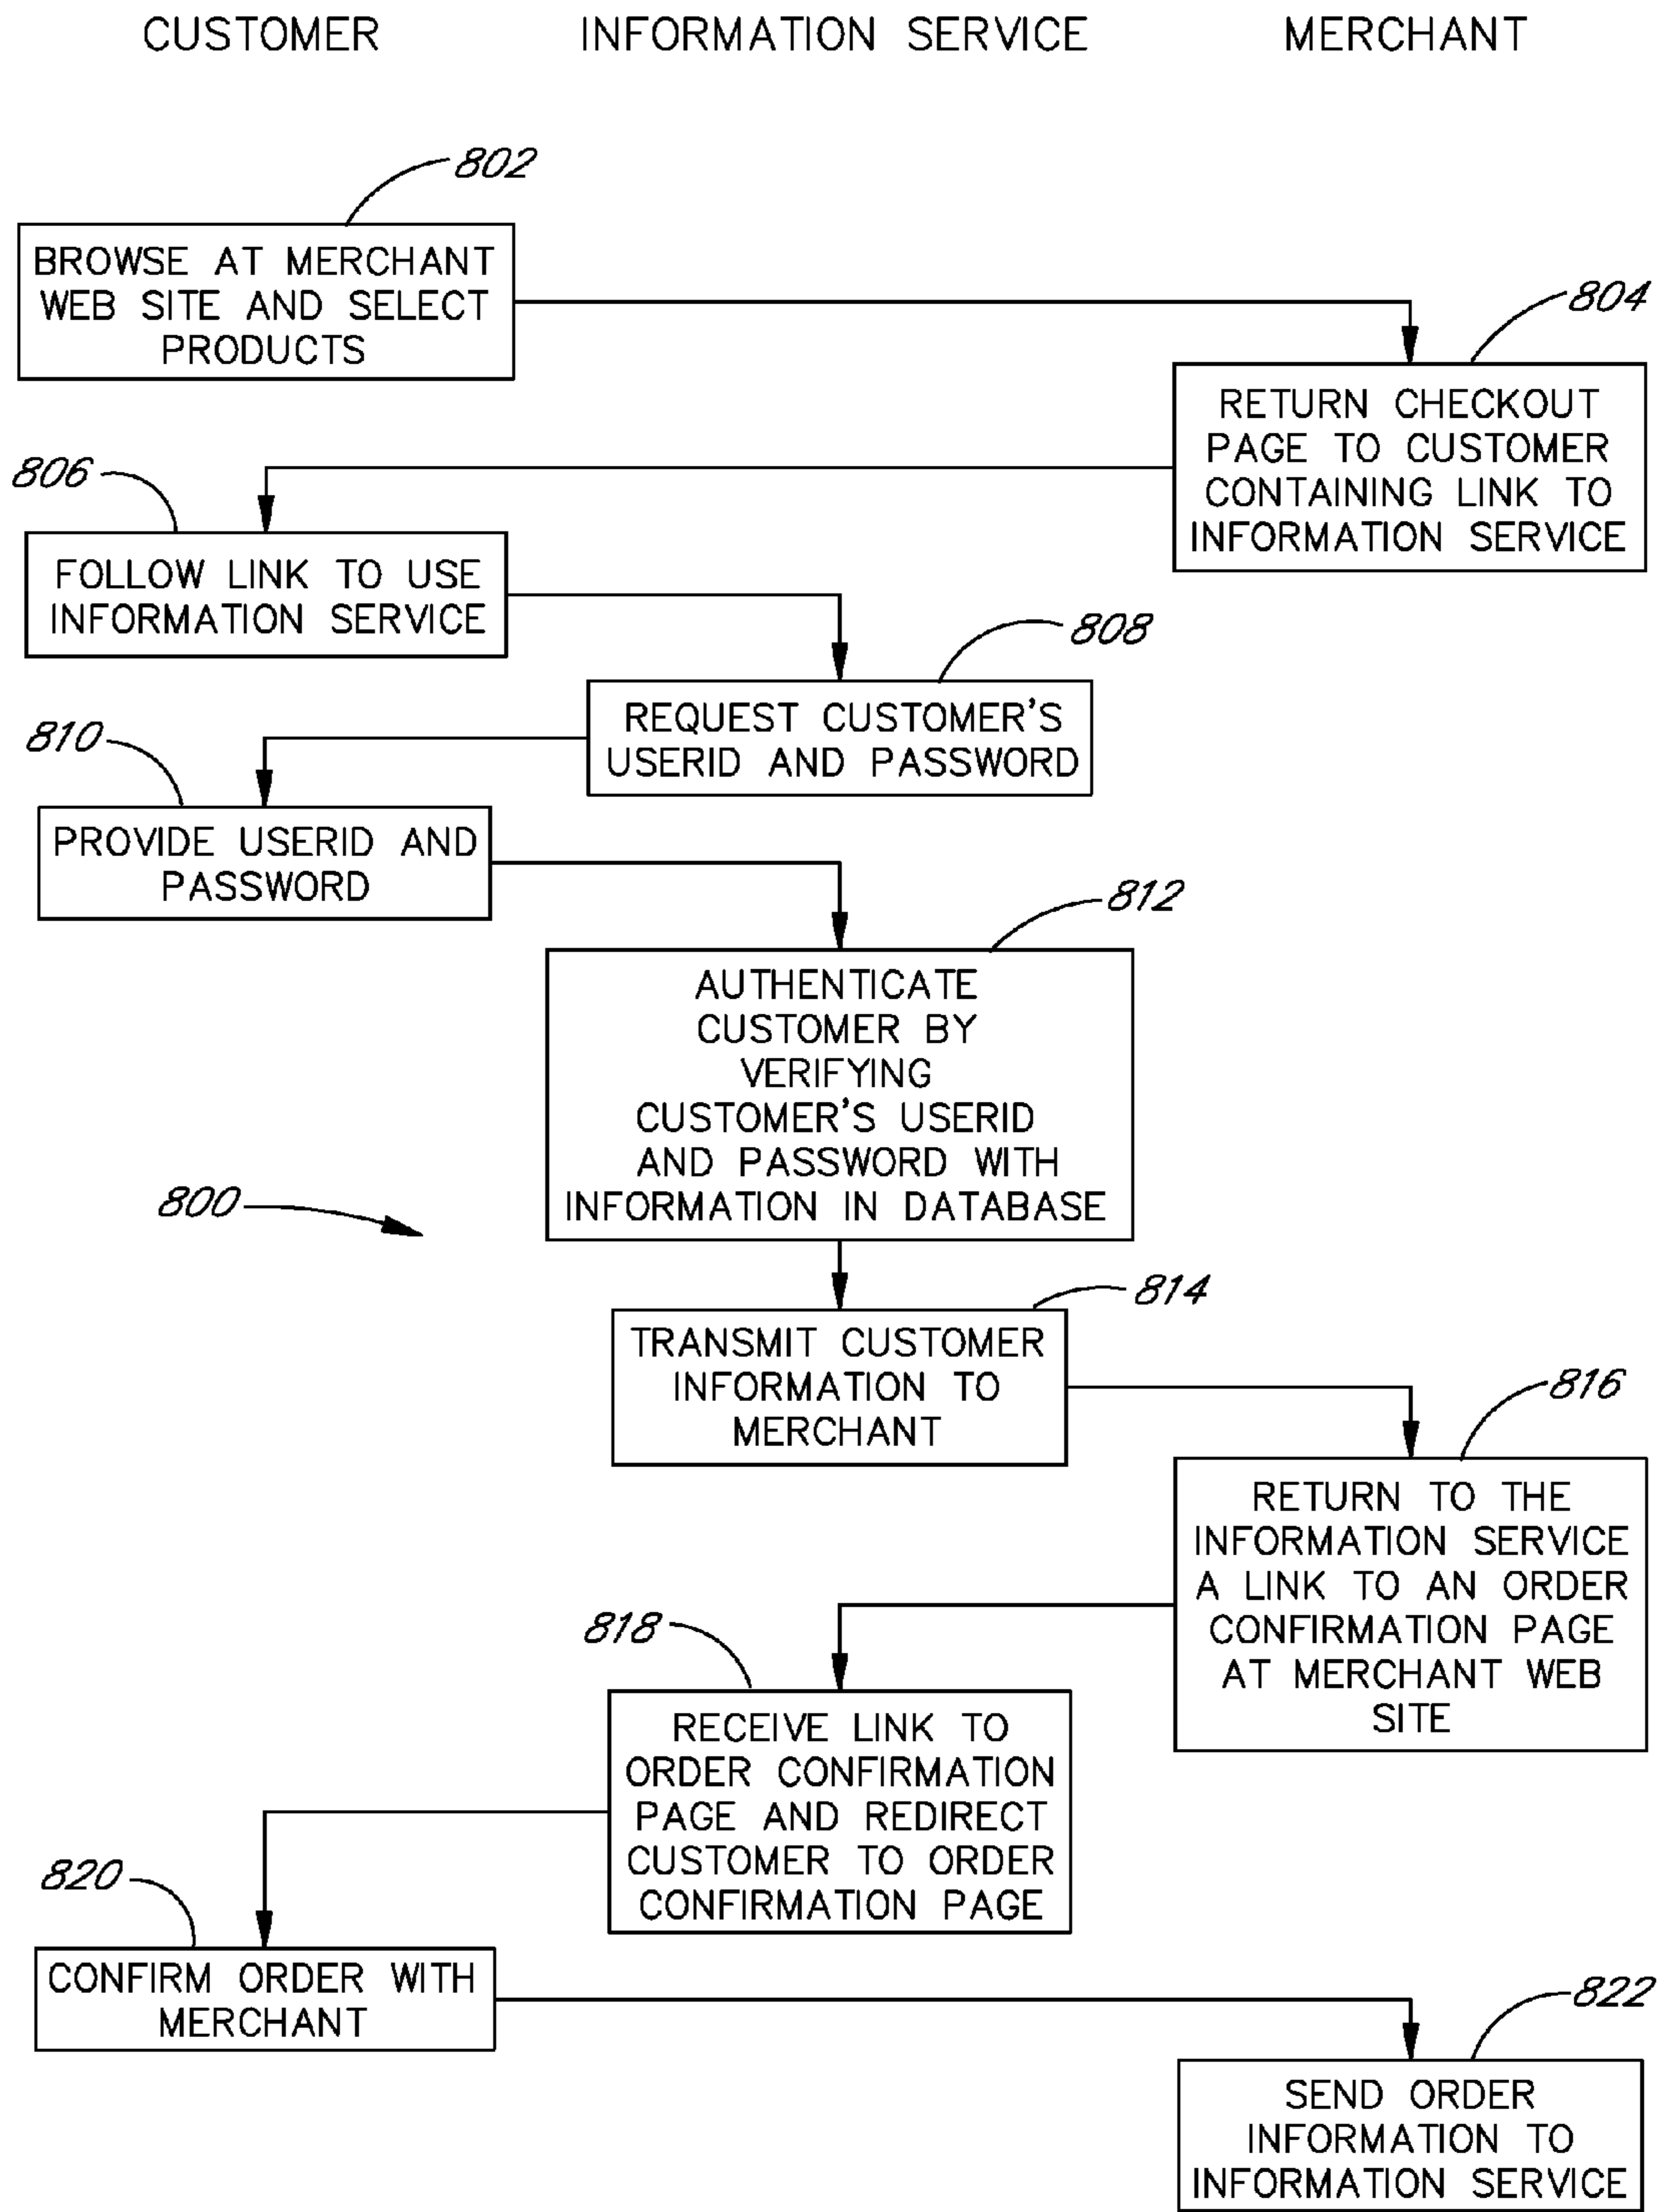 CUSTOMER INFORMATION SERVICE MERCHANT
802
BROWSE AT MERCHANT
WEB SITE AND SELECT
PRODUCTS
804
RETURN CHECKOUT
PAGE TO CUSTOMER
CONTAINING LINK TO
INFORMATION SERVICE
806
FOLLOW LINK TO USE
INFORMATION SERVICE
808
REQUEST CUSTOMER'S
USERID AND PASSWORD
810
PROVIDE USERID AND
PASSWORD
812
AUTHENTICATE
CUSTOMER BY
VERIFYING
CUSTOMER'S USERID
AND PASSWORD WITH
INFORMATION IN DATABASE
800
814
TRANSMIT CUSTOMER
INFORMATION TO
MERCHANT
816
RETURN TO THE
INFORMATION SERVICE
A LINK TO AN ORDER
CONFIRMATION PAGE
AT MERCHANT WEB
SITE
818
RECEIVE LINK TO
ORDER CONFIRMATION
PAGE AND REDIRECT
CUSTOMER TO ORDER
CONFIRMATION PAGE
820
CONFIRM ORDER WITH
MERCHANT
822
SEND ORDER
INFORMATION TO
INFORMATION SERVICE